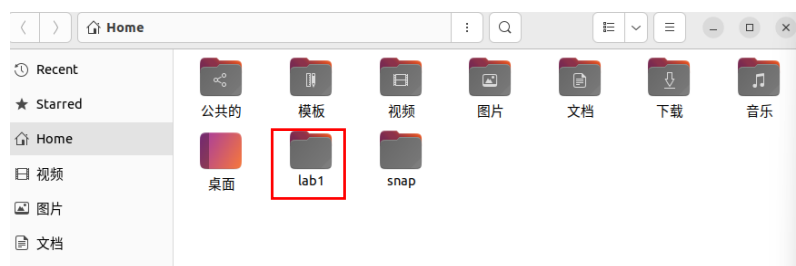 Home
Recent
Starred
Home
视频
图片
文档
公共的
模板
视频
图片
文档
下载
音乐
桌面
lab1
snap